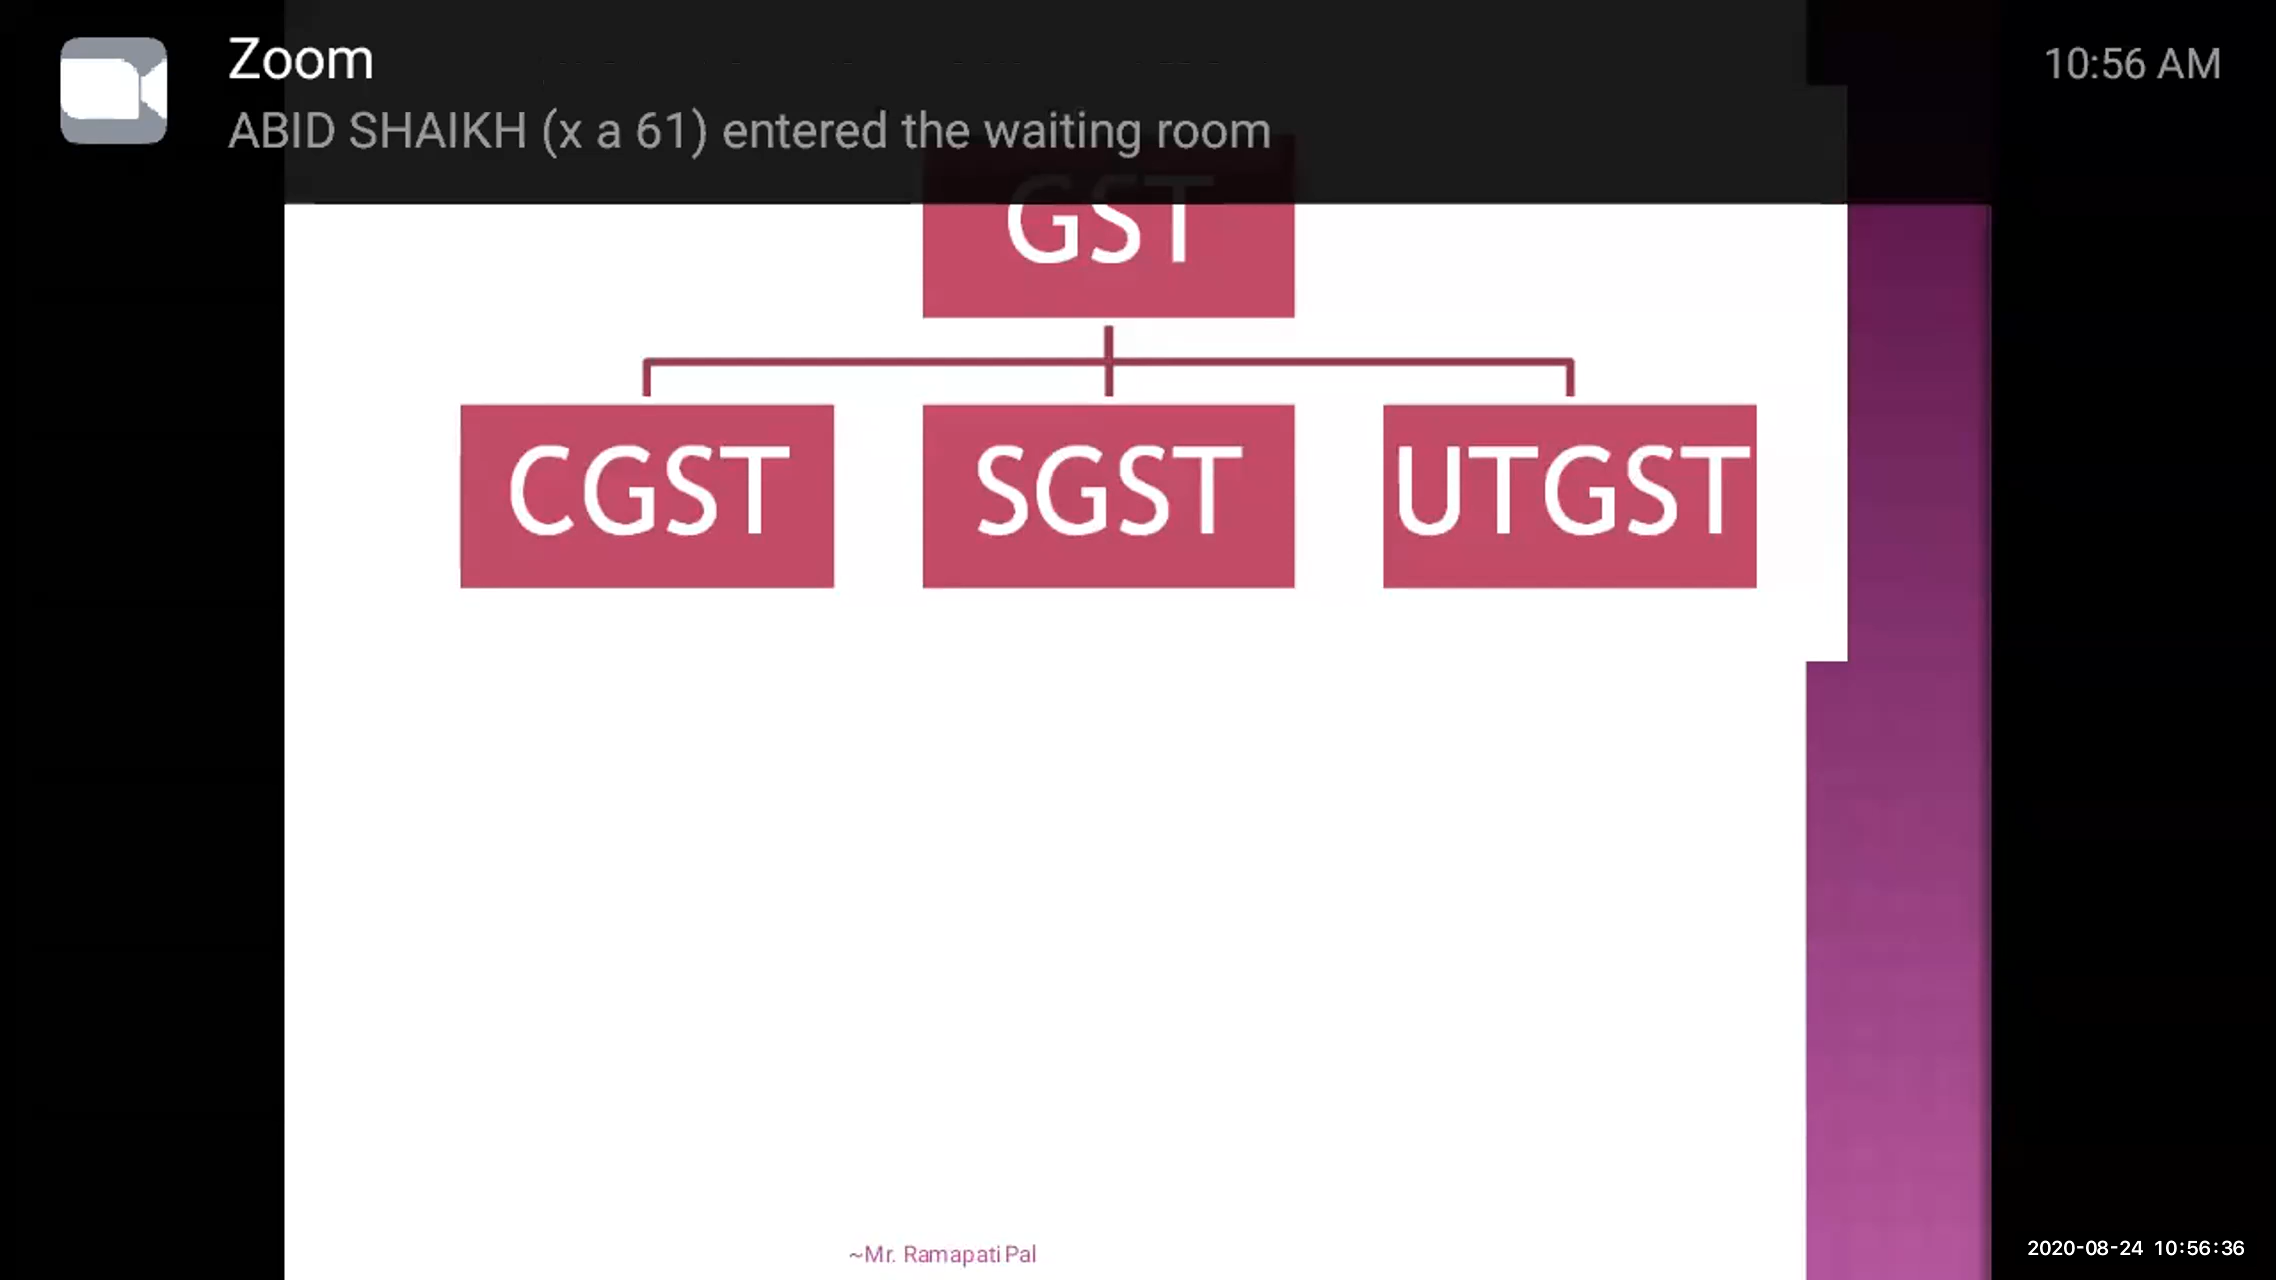 Zoom
10:56 AM
ABID SHAIKH (x a 61) entered the waiting room
GST
CGST
SGST
UTGST
~Mr. Ramapati Pal
2020-08-24 10:56:36